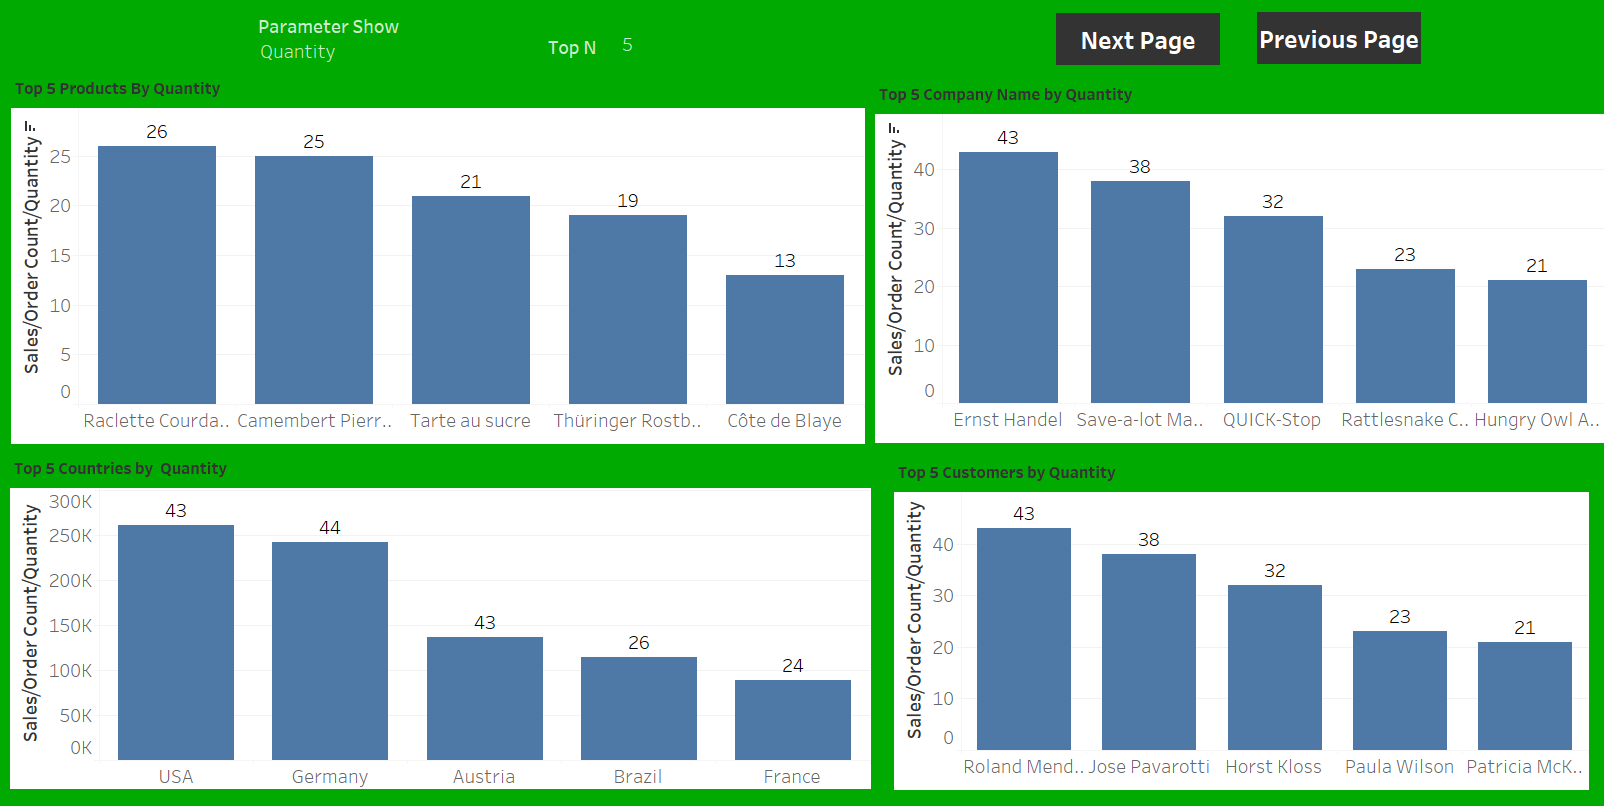 Parameter Show
Quantity
Top N 5
Next Page
Previous Page
Top 5 Products By Quantity
Sales/Order Count/Quantity
25
20
15
10
5
0
26
25
21
19
13
Raclette Courda..
Camembert Pierr..
Tarte au sucre
Thüringer Rostb..
Côte de Blaye
Top 5 Company Name by Quantity
Sales/Order Count/Quantity
40
30
20
10
0
43
38
32
23
21
Ernst Handel
Save-a-lot Ma..
QUICK-Stop
Rattlesnake C..
Hungry Owl A..
Top 5 Countries by  Quantity
Sales/Order Count/Quantity
300K
250K
200K
150K
100K
50K
0K
43
44
43
26
24
USA
Germany
Austria
Brazil
France
Top 5 Customers by Quantity
Sales/Order Count/Quantity
40
30
20
10
0
43
38
32
23
21
Roland Mend..
Jose Pavarotti
Horst Kloss
Paula Wilson
Patricia McK..